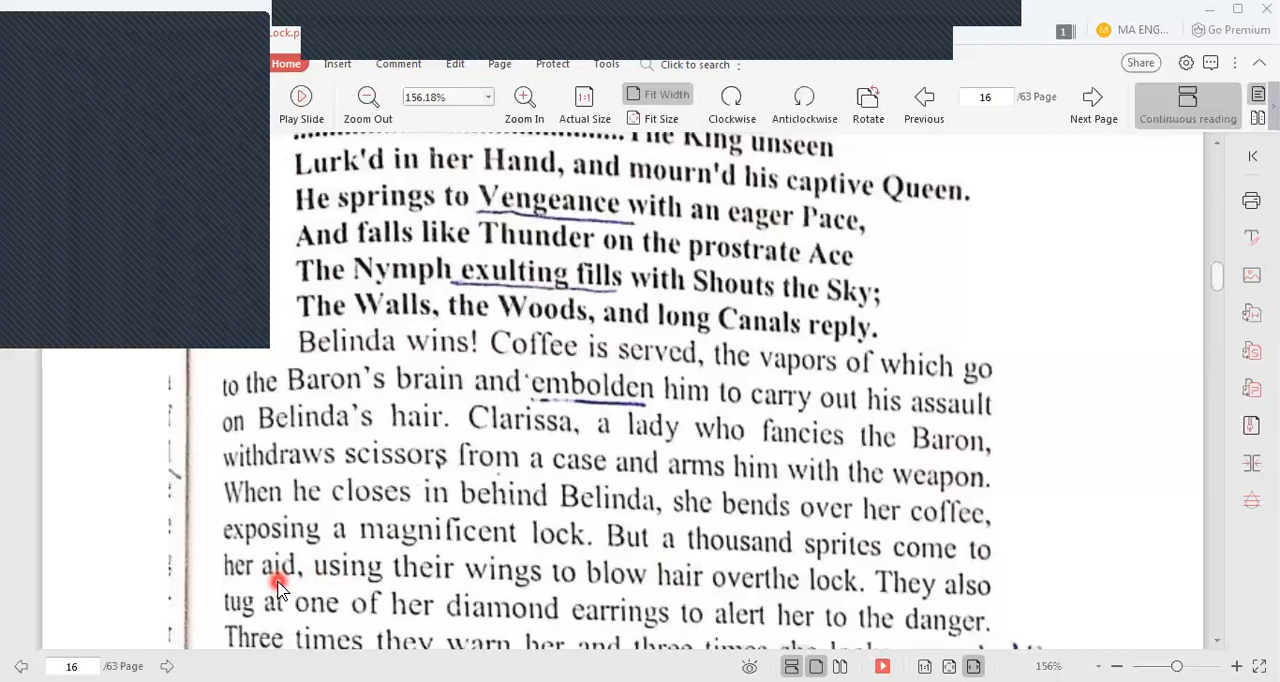 Lock.p
1
MA ENG...
Go Premium
Home
Insert
Comment
Edit
Page
Protect
Tools
Click to search
Share
Play Slide
Zoom Out
156.18%
Zoom In
Actual Size
Fit Width
Fit Size
Clockwise
Anticlockwise
Rotate
Previous
16
/63 Page
Next Page
Continuous reading
The King unseen
Lurk'd in her Hand, and mourn'd his captive Queen.
He springs to Vengeance with an eager Pace,
And falls like Thunder on the prostrate Ace
The Nymph exulting fills with Shouts the Sky;
The Walls, the Woods, and long Canals reply.
Belinda wins! Coffee is served, the vapors of which go
to the Baron's brain and embolden him to carry out his assault
on Belinda's hair. Clarissa, a lady who fancies the Baron,
withdraws scissors from a case and arms him with the weapon.
When he closes in behind Belinda, she bends over her coffee,
exposing a magnificent lock. But a thousand sprites come to
her aid, using their wings to blow hair overthe lock. They also
tug at one of her diamond earrings to alert her to the danger.
Three times they warn her and three times she looks
16
/63 Page
156%